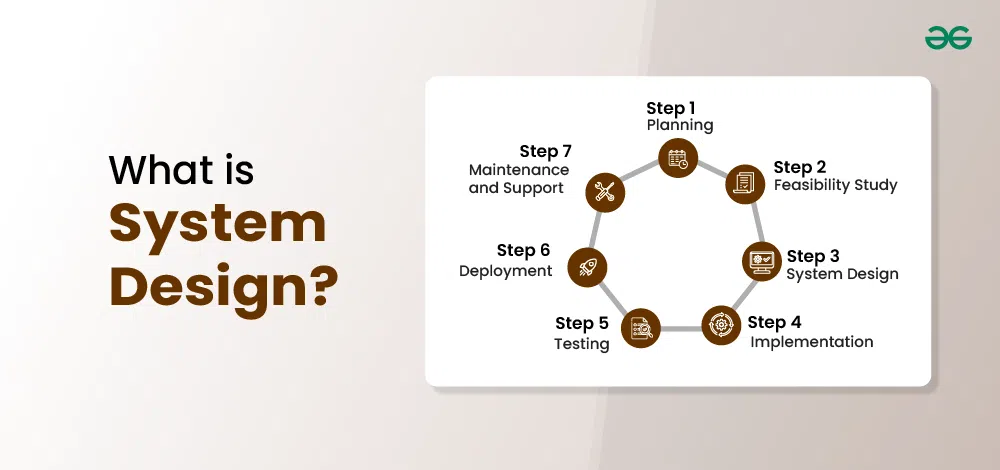 What is
System
Design?
Step 1
Planning
Step 2
Feasibility Study
Step 3
System Design
Step 4
Implementation
Step 5
Testing
Step 6
Deployment
Step 7
Maintenance
and Support